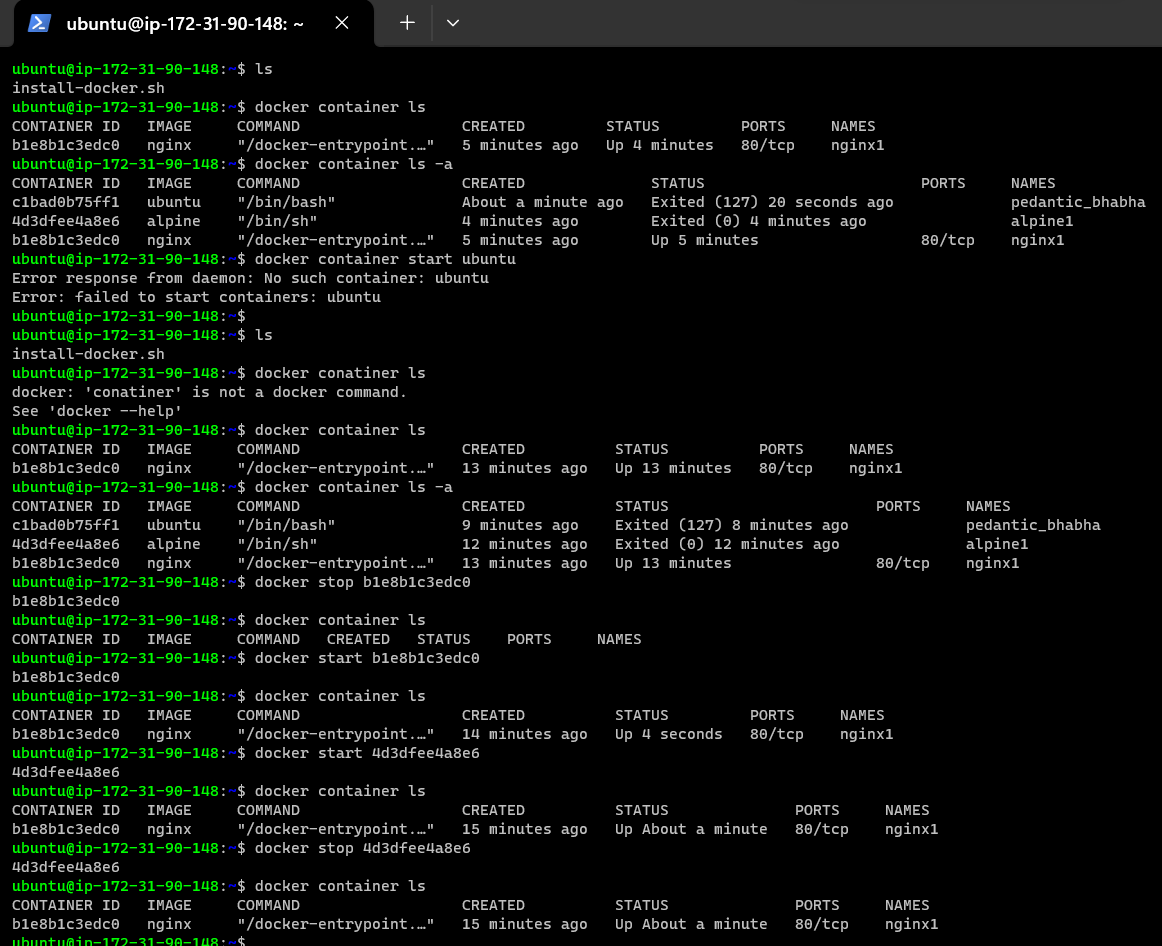 ubuntu@ip-172-31-90-148: ~
ubuntu@ip-172-31-90-148:~$ ls
install-docker.sh
ubuntu@ip-172-31-90-148:~$ docker container ls
CONTAINER ID   IMAGE     COMMAND                  CREATED         STATUS         PORTS     NAMES
b1e8b1c3edc0   nginx     "/docker-entrypoint.…"   5 minutes ago   Up 4 minutes   80/tcp    nginx1
ubuntu@ip-172-31-90-148:~$ docker container ls -a
CONTAINER ID   IMAGE     COMMAND                  CREATED              STATUS                        PORTS     NAMES
c1bad0b75ff1   ubuntu    "/bin/bash"              About a minute ago   Exited (127) 20 seconds ago             pedantic_bhabha
4d3dfee4a8e6   alpine    "/bin/sh"                4 minutes ago        Exited (0) 4 minutes ago                alpine1
b1e8b1c3edc0   nginx     "/docker-entrypoint.…"   5 minutes ago        Up 5 minutes                  80/tcp    nginx1
ubuntu@ip-172-31-90-148:~$ docker container start ubuntu
Error response from daemon: No such container: ubuntu
Error: failed to start containers: ubuntu
ubuntu@ip-172-31-90-148:~$
ubuntu@ip-172-31-90-148:~$ ls
install-docker.sh
ubuntu@ip-172-31-90-148:~$ docker conatiner ls
docker: 'conatiner' is not a docker command.
See 'docker --help'
ubuntu@ip-172-31-90-148:~$ docker container ls
CONTAINER ID   IMAGE     COMMAND                  CREATED          STATUS          PORTS     NAMES
b1e8b1c3edc0   nginx     "/docker-entrypoint.…"   13 minutes ago   Up 13 minutes   80/tcp    nginx1
ubuntu@ip-172-31-90-148:~$ docker container ls -a
CONTAINER ID   IMAGE     COMMAND                  CREATED          STATUS                       PORTS     NAMES
c1bad0b75ff1   ubuntu    "/bin/bash"              9 minutes ago    Exited (127) 8 minutes ago             pedantic_bhabha
4d3dfee4a8e6   alpine    "/bin/sh"                12 minutes ago   Exited (0) 12 minutes ago              alpine1
b1e8b1c3edc0   nginx     "/docker-entrypoint.…"   13 minutes ago   Up 13 minutes                80/tcp    nginx1
ubuntu@ip-172-31-90-148:~$ docker stop b1e8b1c3edc0
b1e8b1c3edc0
ubuntu@ip-172-31-90-148:~$ docker container ls
CONTAINER ID   IMAGE     COMMAND   CREATED   STATUS    PORTS     NAMES
ubuntu@ip-172-31-90-148:~$ docker start b1e8b1c3edc0
b1e8b1c3edc0
ubuntu@ip-172-31-90-148:~$ docker container ls
CONTAINER ID   IMAGE     COMMAND                  CREATED          STATUS         PORTS     NAMES
b1e8b1c3edc0   nginx     "/docker-entrypoint.…"   14 minutes ago   Up 4 seconds   80/tcp    nginx1
ubuntu@ip-172-31-90-148:~$ docker start 4d3dfee4a8e6
4d3dfee4a8e6
ubuntu@ip-172-31-90-148:~$ docker container ls
CONTAINER ID   IMAGE     COMMAND                  CREATED          STATUS              PORTS     NAMES
b1e8b1c3edc0   nginx     "/docker-entrypoint.…"   15 minutes ago   Up About a minute   80/tcp    nginx1
ubuntu@ip-172-31-90-148:~$ docker stop 4d3dfee4a8e6
4d3dfee4a8e6
ubuntu@ip-172-31-90-148:~$ docker container ls
CONTAINER ID   IMAGE     COMMAND                  CREATED          STATUS              PORTS     NAMES
b1e8b1c3edc0   nginx     "/docker-entrypoint.…"   15 minutes ago   Up About a minute   80/tcp    nginx1
ubuntu@ip-172-31-90-148:~$